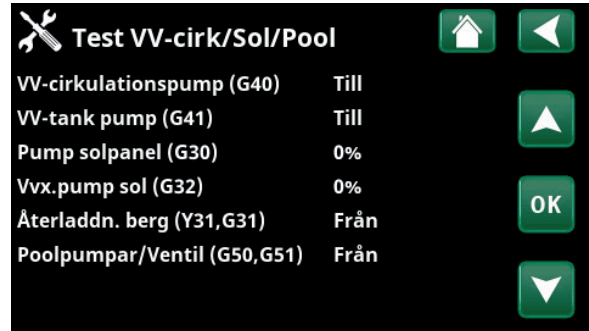 Test VV-cirk/Sol/Pool
VV-cirkulationspump (G40) Till
VV-tank pump (G41) Till
Pump solpanel (G30) 0%
Vvx.pump sol (G32) 0%
Återladdn. berg (Y31,G31) Från
Poolpumpar/Ventil (G50,G51) Från
OK